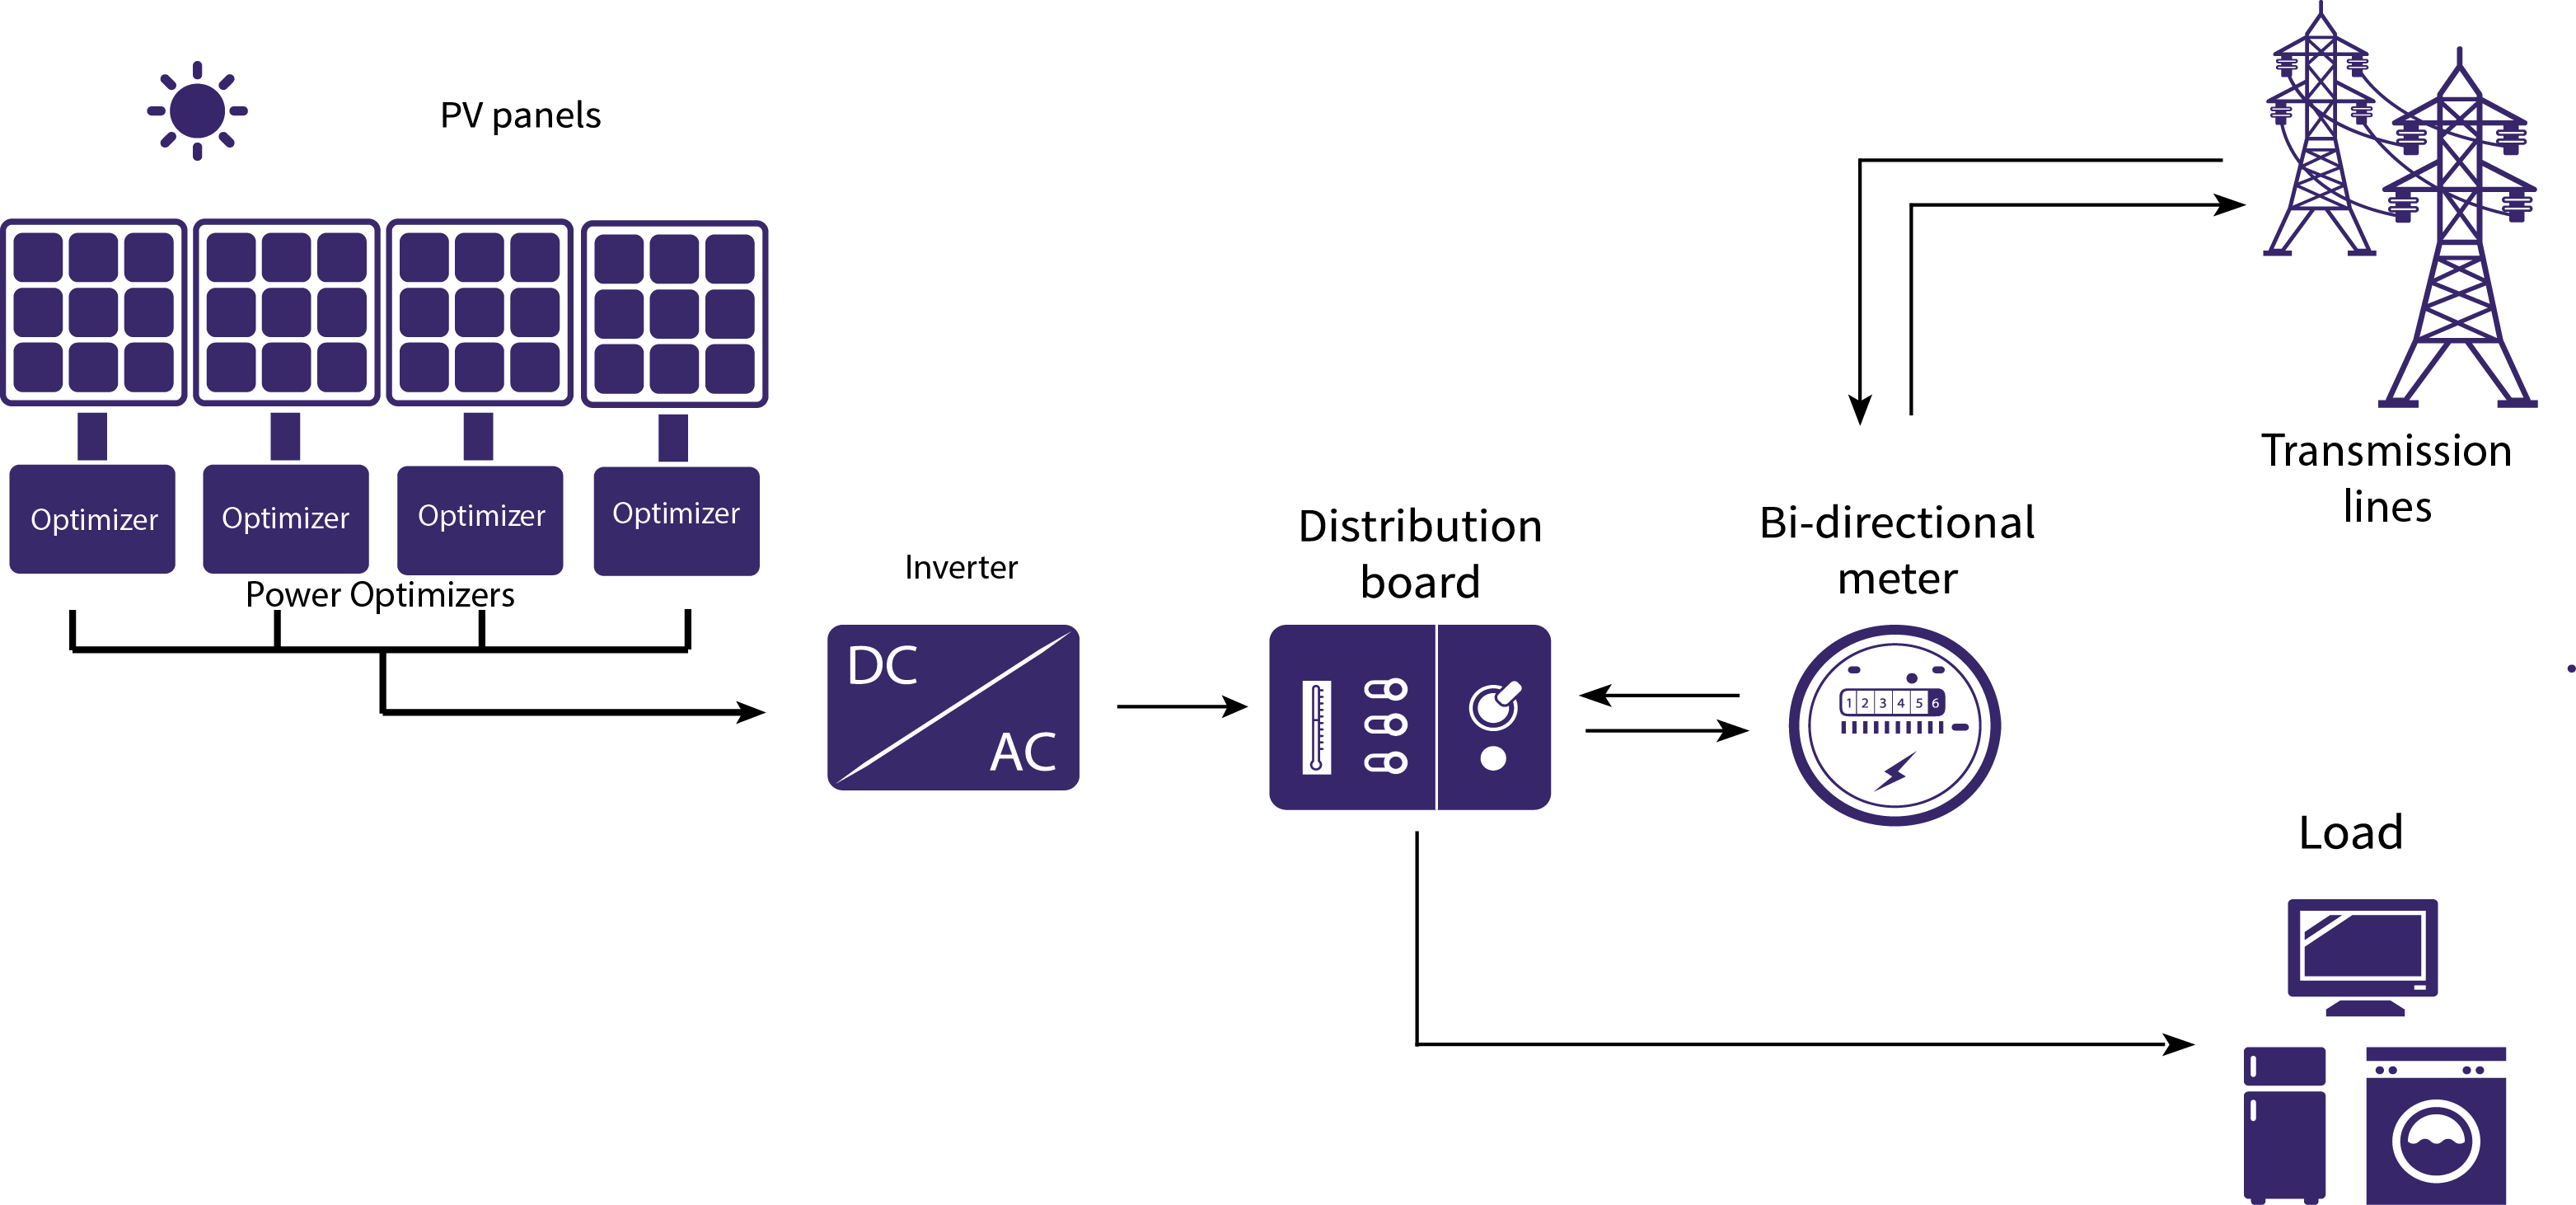 PV panels
Optimizer
Optimizer
Optimizer
Optimizer
Power Optimizers
Inverter
DC
AC
Distribution
board
Bi-directional
meter
1 2 3 4 5 6
Transmission
lines
Load